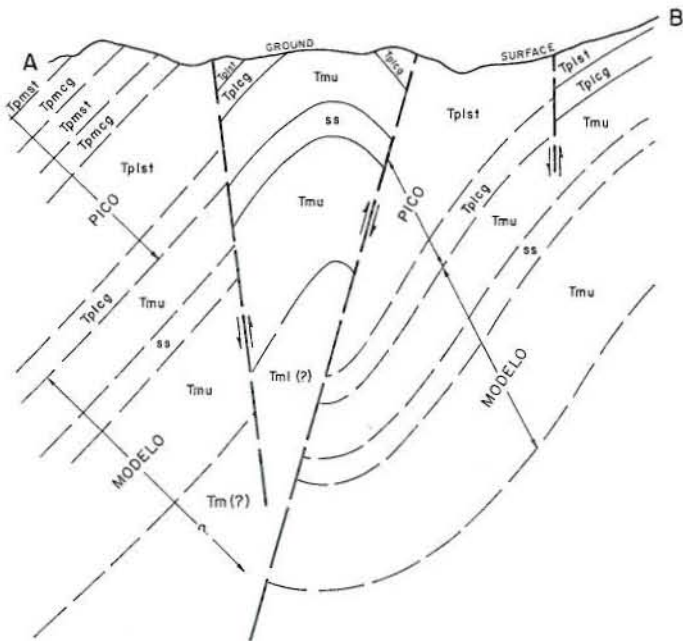 A
B
GROUND
SURFACE
Tpmst
Tpmcg
Tpmst
Tpmcg
Tplst
Tplst
Tplcg
Tmu
Tplcg
Tplst
Tplst
Tplcg
Tmu
ss
Tplst
PICO
Tmu
PICO
Tplcg
Tmu
ss
Tmu
Tplcg
Tmu
ss
Tmu
Tml (?)
MODELO
MODELO
Tm (?)